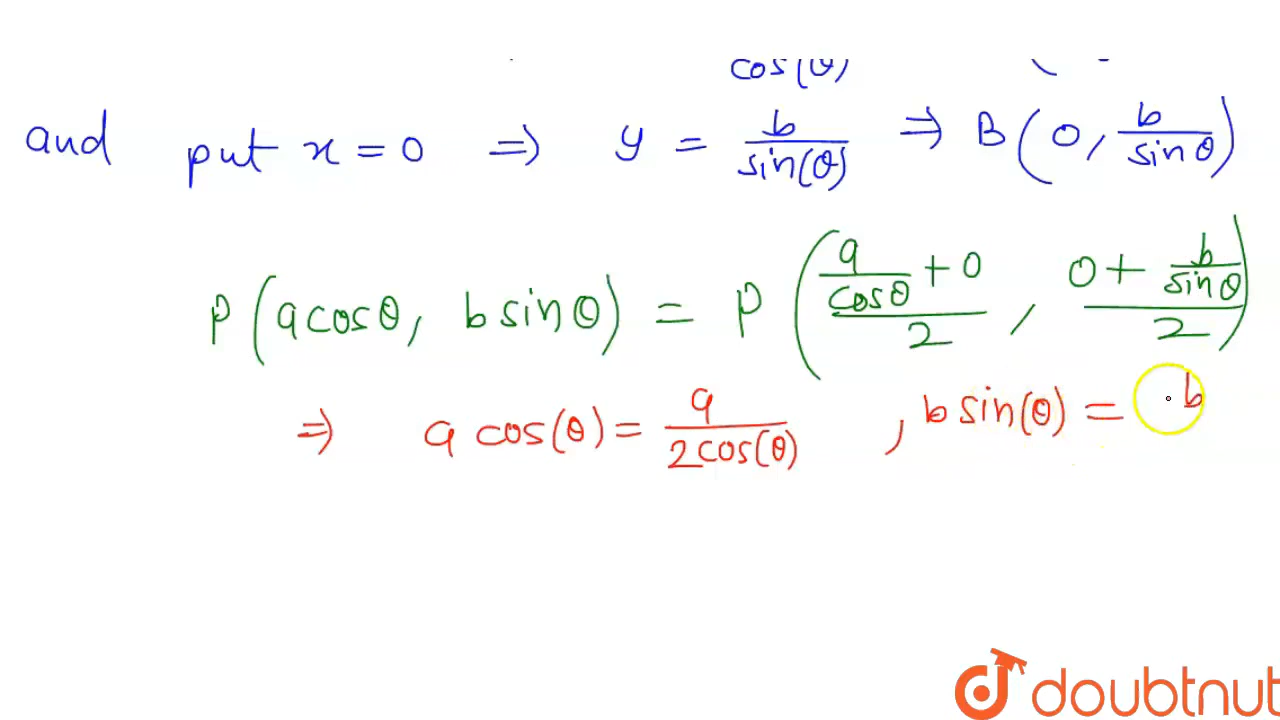 cos(θ) (
and put x = 0 ⇒ y = b/sin(θ) ⇒ B(0, b/sinθ)
P(a cosθ, b sinθ) = P((a/cosθ + 0)/2, (0 + b/sinθ)/2)
⇒ a cos(θ) = a/2cos(θ) , b sin(θ) = b
doubtnut